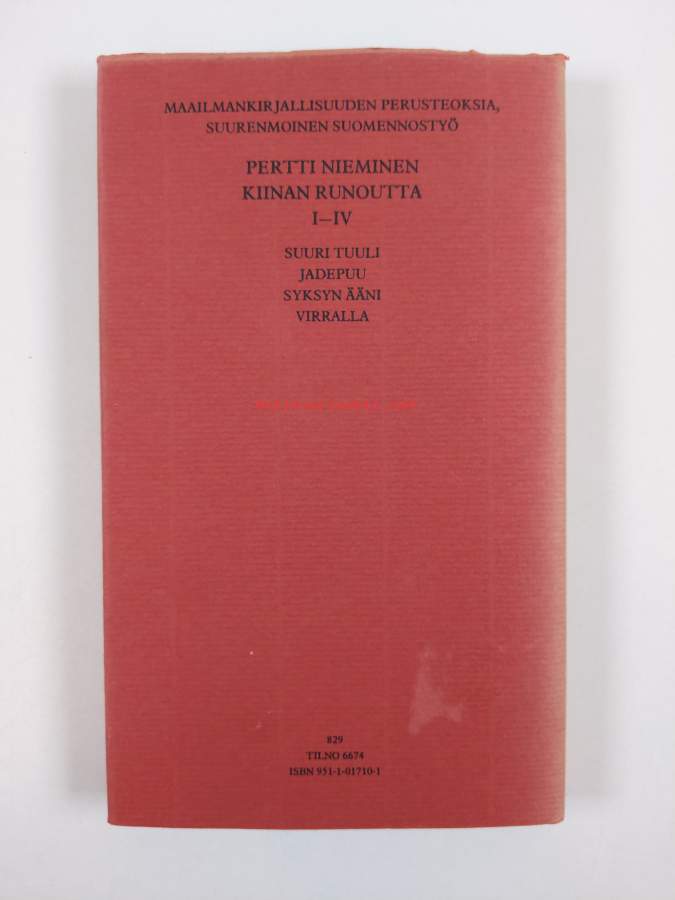 MAAILMANKIRJALLISUUDEN PERUSTEOKSIA,
SUURENMOINEN SUOMENNOSTYÖ
PERTTI NIEMINEN
KIINAN RUNOUTTA
I–IV
SUURI TUULI
JADEPUU
SYKSYN ÄÄNI
VIRRALLA
829
TILNO 6674
ISBN 951-1-01710-1